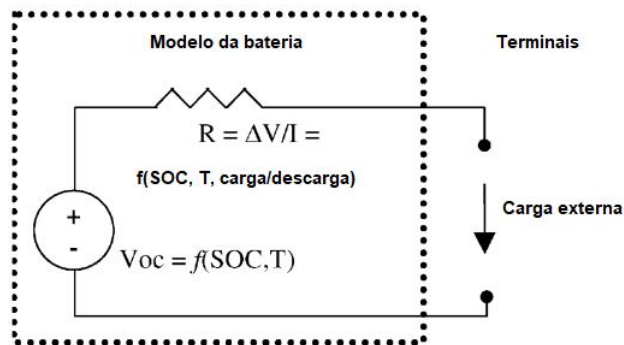 Modelo da bateria
Terminais
R = ΔV/I =
f(SOC, T, carga/descarga)
Carga externa
+
-
Voc = f(SOC,T)